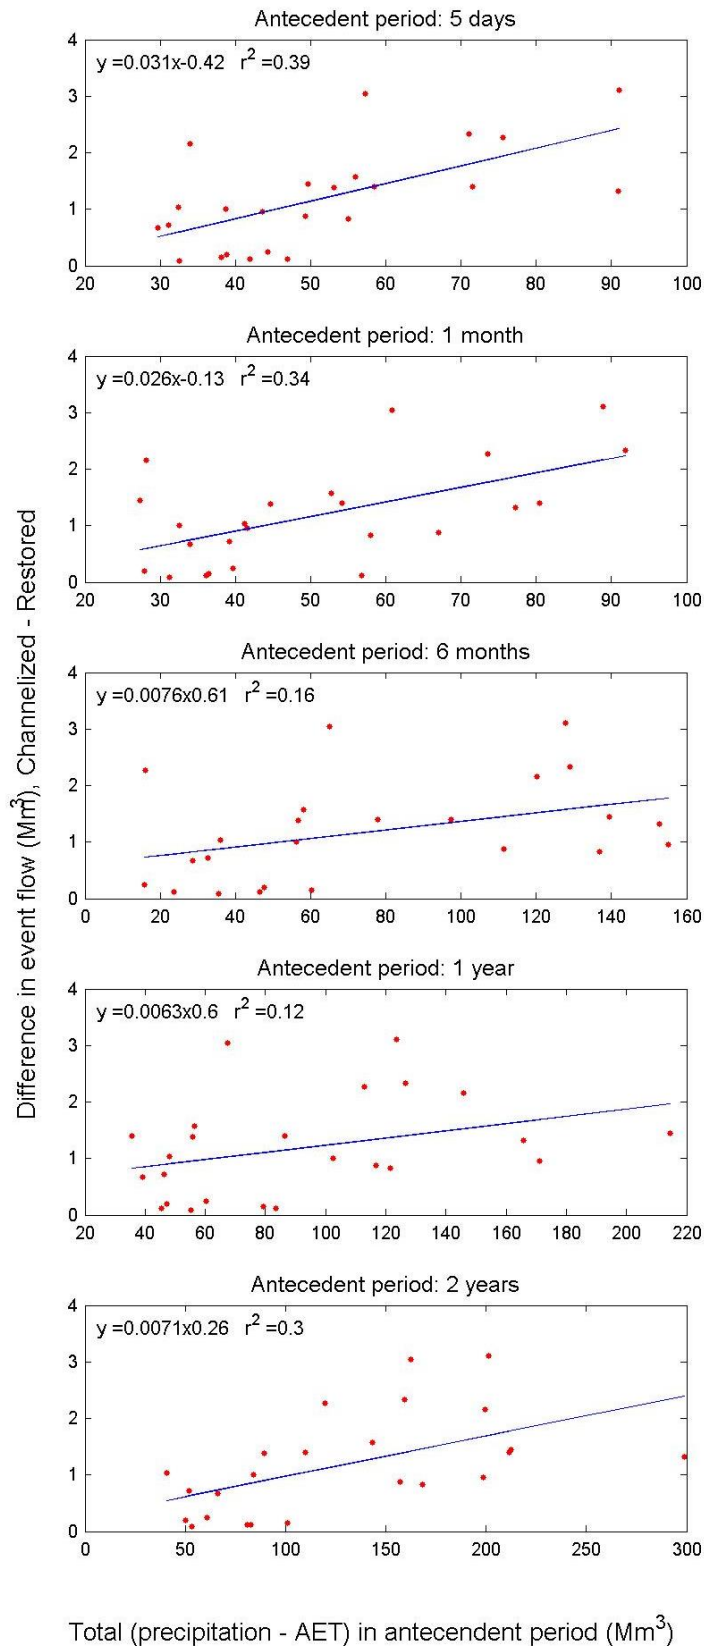 Antecedent period: 5 days
y =0.031x-0.42 r² =0.39
4
3
2
1
0
20 30 40 50 60 70 80 90 100
Antecedent period: 1 month
y =0.026x-0.13 r² =0.34
4
3
2
1
0
20 30 40 50 60 70 80 90 100
Difference in event flow (Mm³), Channelized - Restored
Antecedent period: 6 months
y =0.0076x0.61 r² =0.16
4
3
2
1
0
0 20 40 60 80 100 120 140 160
Antecedent period: 1 year
y =0.0063x0.6 r² =0.12
4
3
2
1
0
20 40 60 80 100 120 140 160 180 200 220
Antecedent period: 2 years
y =0.0071x0.26 r² =0.3
4
3
2
1
0
0 50 100 150 200 250 300
Total (precipitation - AET) in antecendent period (Mm³)